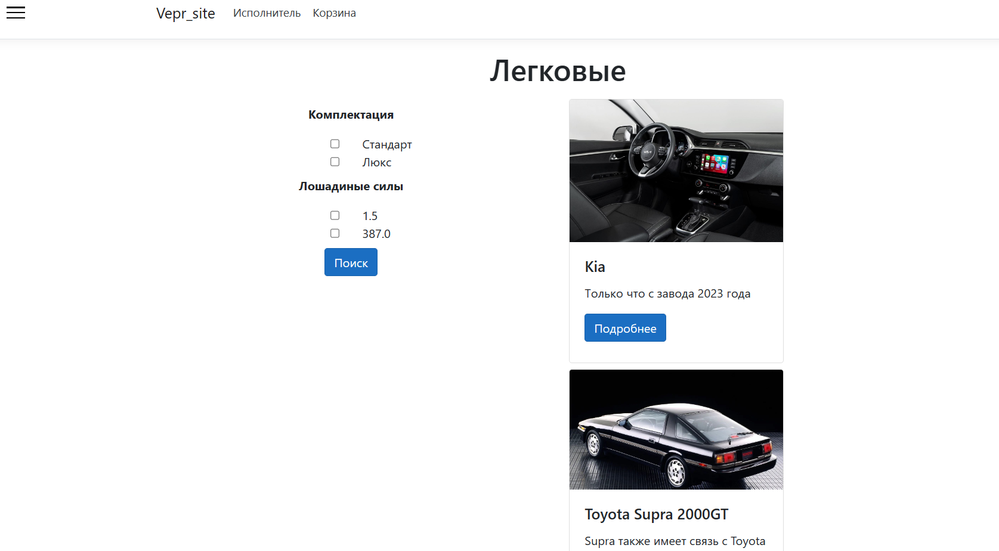 Vepr_site Исполнитель Корзина
Легковые
Комплектация
Стандарт
Люкс
Лошадиные силы
1.5
387.0
Поиск
Kia
Только что с завода 2023 года
Подробнее
Toyota Supra 2000GT
Supra также имеет связь с Toyota